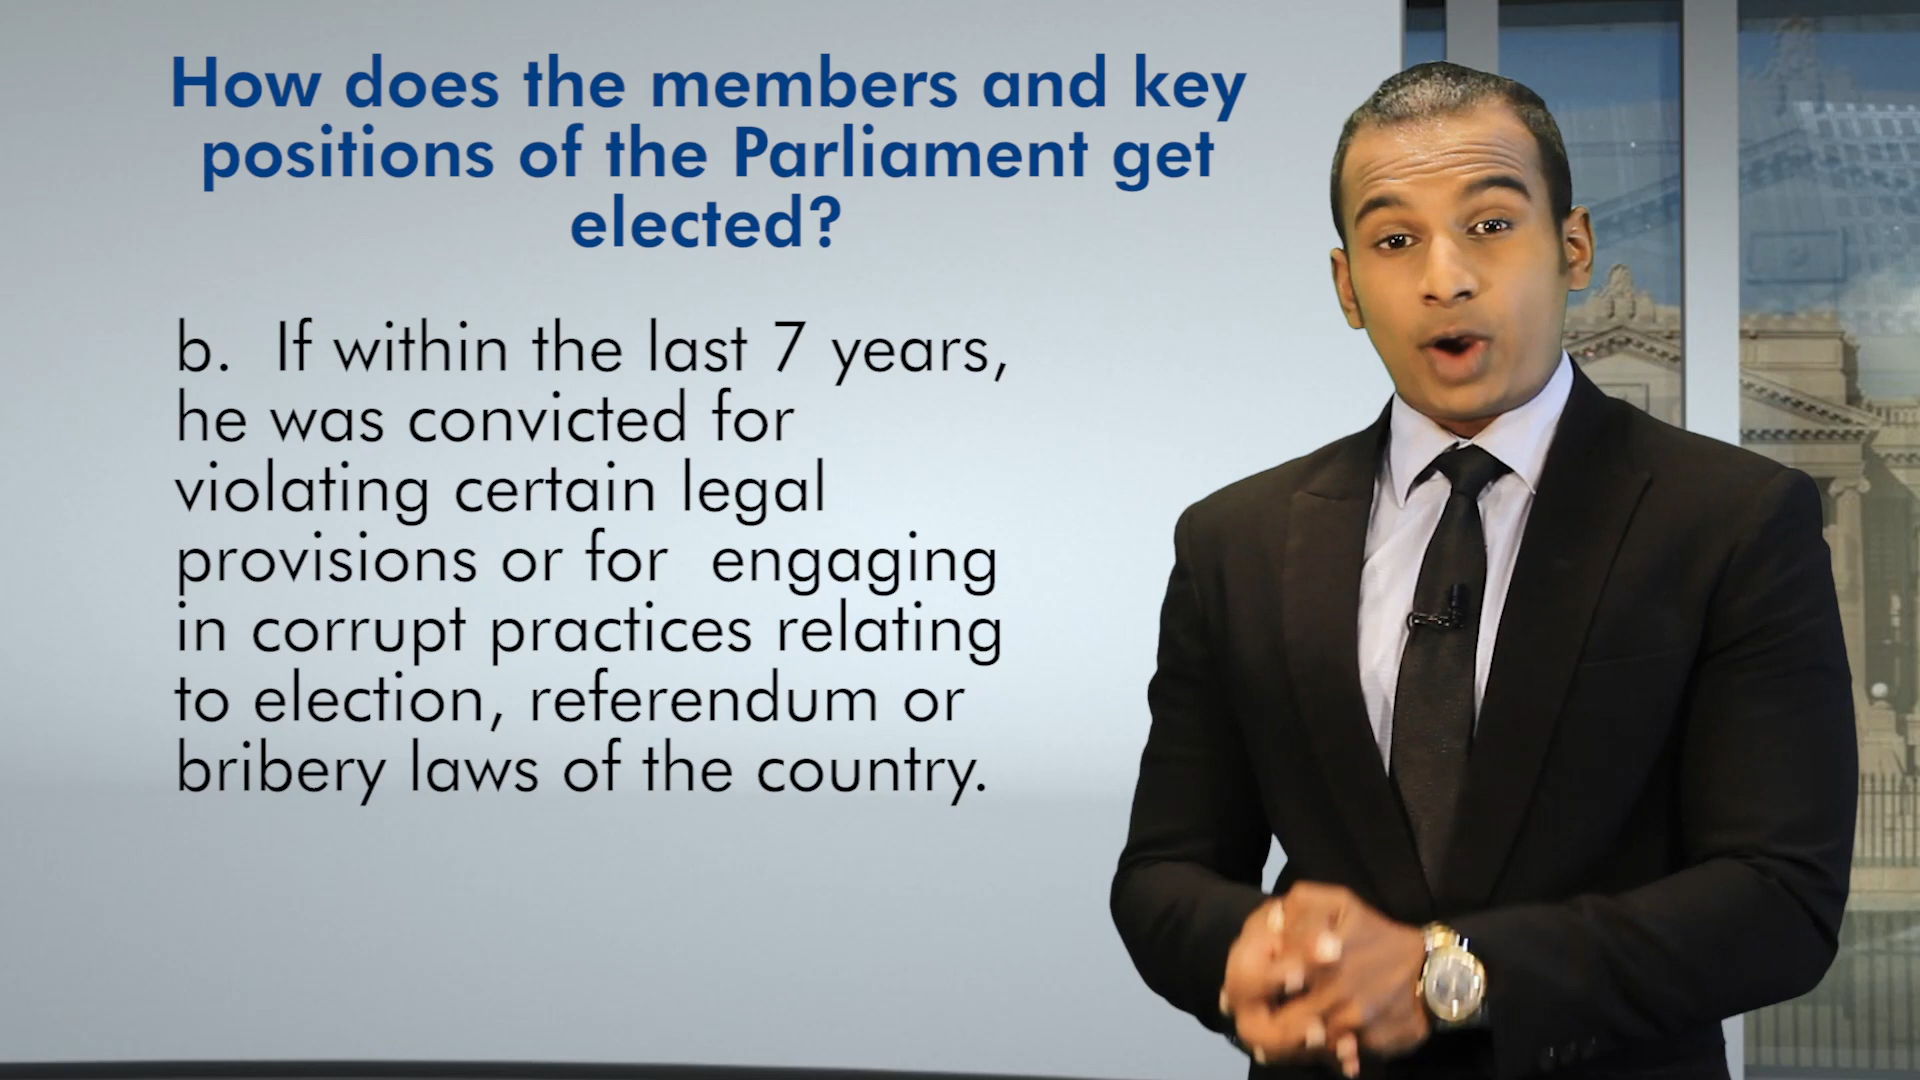 How does the members and key
positions of the Parliament get
elected?
b.  If within the last 7 years,
he was convicted for
violating certain legal
provisions or for  engaging
in corrupt practices relating
to election, referendum or
bribery laws of the country.